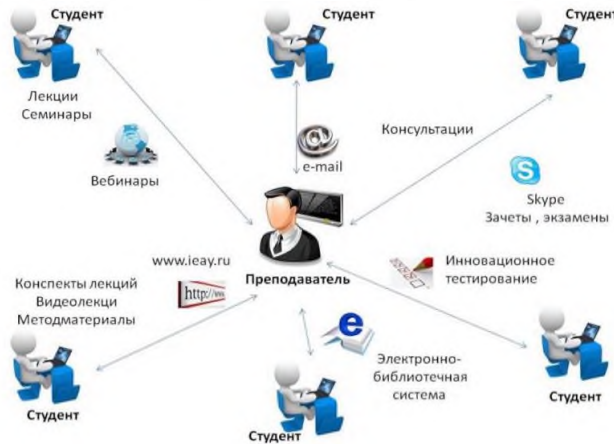 Студент
Студент
Студент
Лекции
Семинары
Вебинары
@
e-mail
Консультации
S
Skype
Зачеты , экзамены
www.ieay.ru
Преподаватель
Инновационное
тестирование
Конспекты лекций
Видеолекци
Методматериалы
http://
e
Электронно-
библиотечная
система
Студент
Студент
Студент